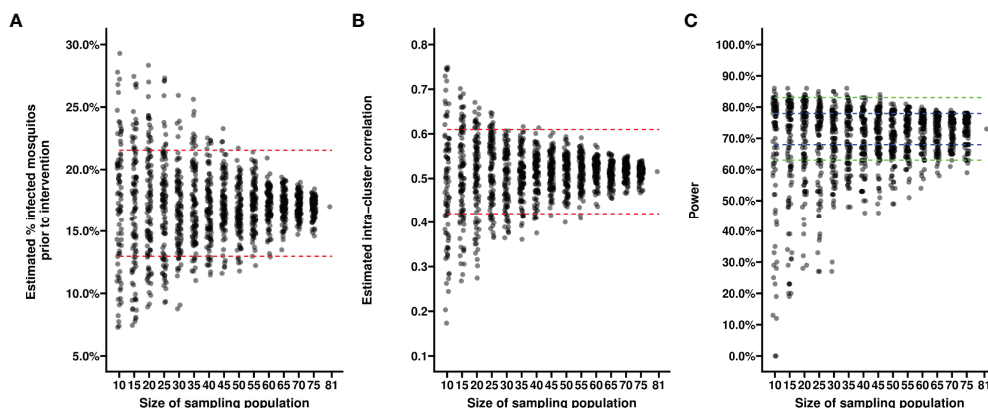 A
Estimated % infected mosquitos
prior to intervention
30.0%
25.0%
20.0%
15.0%
10.0%
5.0%
10 15 20 25 30 35 40 45 50 55 60 65 70 75 81
Size of sampling population
B
Estimated intra−cluster correlation
0.8
0.7
0.6
0.5
0.4
0.3
0.2
0.1
10 15 20 25 30 35 40 45 50 55 60 65 70 75 81
Size of sampling population
C
Power
100.0%
90.0%
80.0%
70.0%
60.0%
50.0%
40.0%
30.0%
20.0%
10.0%
0.0%
10 15 20 25 30 35 40 45 50 55 60 65 70 75 81
Size of sampling population